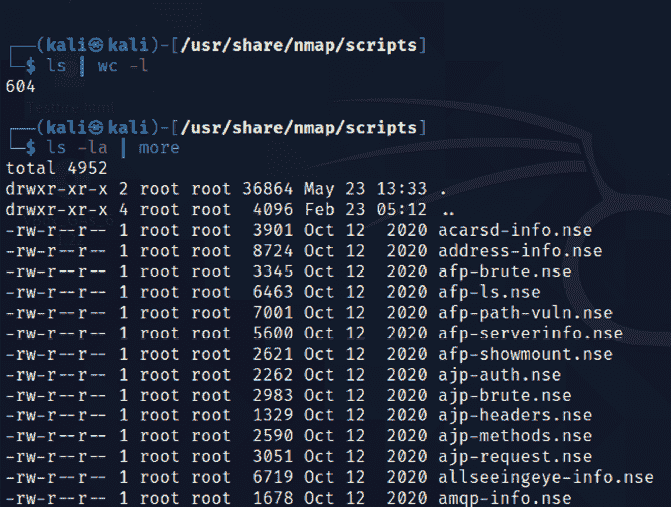 ┌──(kali㉿kali)-[/usr/share/nmap/scripts]
└─$ ls | wc -l
604
┌──(kali㉿kali)-[/usr/share/nmap/scripts]
└─$ ls -la | more
total 4952
drwxr-xr-x 2 root root 36864 May 23 13:33 .
drwxr-xr-x 4 root root  4096 Feb 23 05:12 ..
-rw-r--r-- 1 root root  3901 Oct 12  2020 acarsd-info.nse
-rw-r--r-- 1 root root  8724 Oct 12  2020 address-info.nse
-rw-r--r-- 1 root root  3345 Oct 12  2020 afp-brute.nse
-rw-r--r-- 1 root root  6463 Oct 12  2020 afp-ls.nse
-rw-r--r-- 1 root root  7001 Oct 12  2020 afp-path-vuln.nse
-rw-r--r-- 1 root root  5600 Oct 12  2020 afp-serverinfo.nse
-rw-r--r-- 1 root root  2621 Oct 12  2020 afp-showmount.nse
-rw-r--r-- 1 root root  2262 Oct 12  2020 ajp-auth.nse
-rw-r--r-- 1 root root  2983 Oct 12  2020 ajp-brute.nse
-rw-r--r-- 1 root root  1329 Oct 12  2020 ajp-headers.nse
-rw-r--r-- 1 root root  2590 Oct 12  2020 ajp-methods.nse
-rw-r--r-- 1 root root  3051 Oct 12  2020 ajp-request.nse
-rw-r--r-- 1 root root  6719 Oct 12  2020 allseeingeye-info.nse
-rw-r--r-- 1 root root  1678 Oct 12  2020 amqp-info.nse